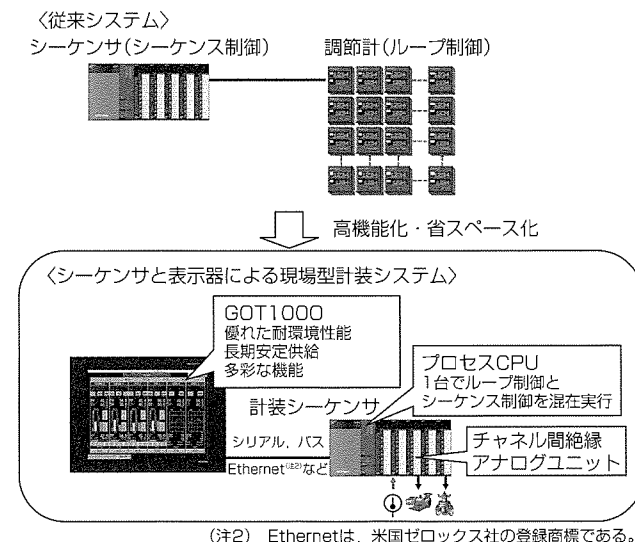 〈従来システム〉
シーケンサ(シーケンス制御)
調節計(ループ制御)
高機能化・省スペース化
〈シーケンサと表示器による現場型計装システム〉
GOT1000
優れた耐環境性能
長期安定供給
多彩な機能
プロセスCPU
1台でループ制御と
シーケンス制御を混在実行
計装シーケンサ
シリアル, バス
Ethernet(注2)など
チャネル間絶縁
アナログユニット
(注2) Ethernetは、米国ゼロックス社の登録商標である。